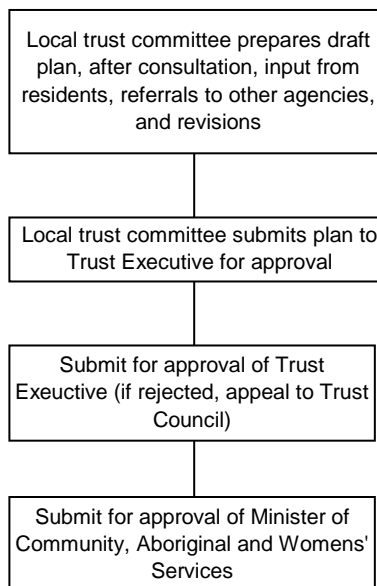 Local trust committee prepares draft
plan, after consultation, input from
residents, referrals to other agencies,
and revisions
Local trust committee submits plan to
Trust Executive for approval
Submit for approval of Trust
Exeuctive (if rejected, appeal to Trust
Council)
Submit for approval of Minister of
Community, Aboriginal and Womens'
Services